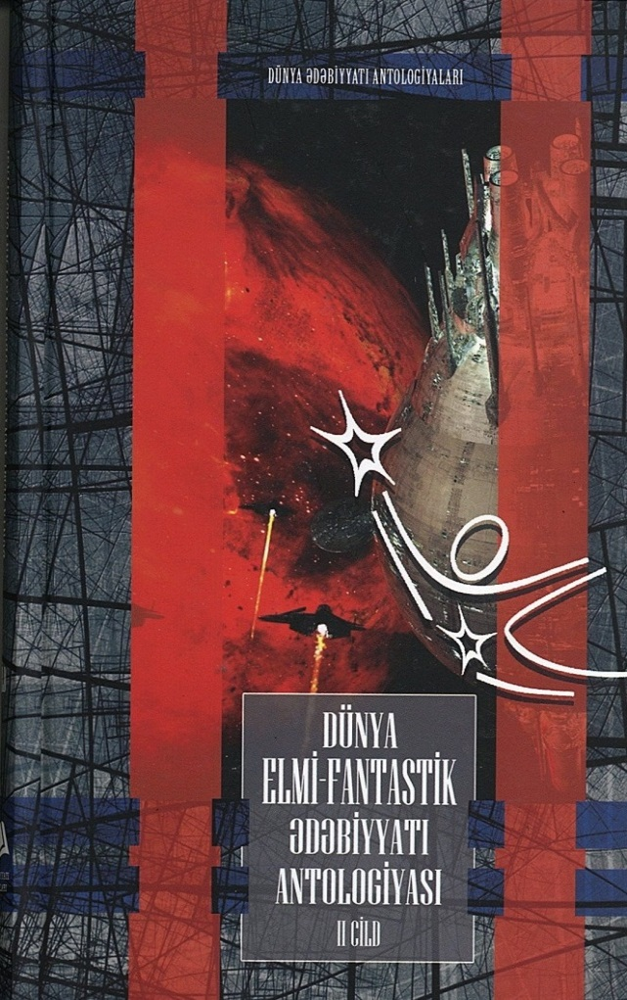 DÜNYA ƏDƏBİYYATI ANTOLOGİYALARI
DÜNYA
ELMİ-FANTASTİK
ƏDƏBİYYATI
ANTOLOGİYASI
II CİLD